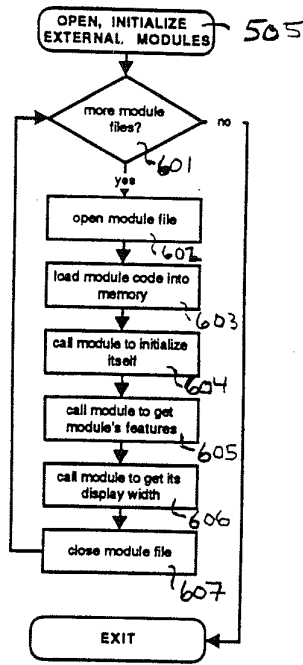 OPEN, INITIALIZE
EXTERNAL MODULES
505
more module
files?
no
601
yes
open module file
602
load module code into
memory
603
call module to initialize
itself
604
call module to get
module's features
605
call module to get its
display width
606
close module file
607
EXIT